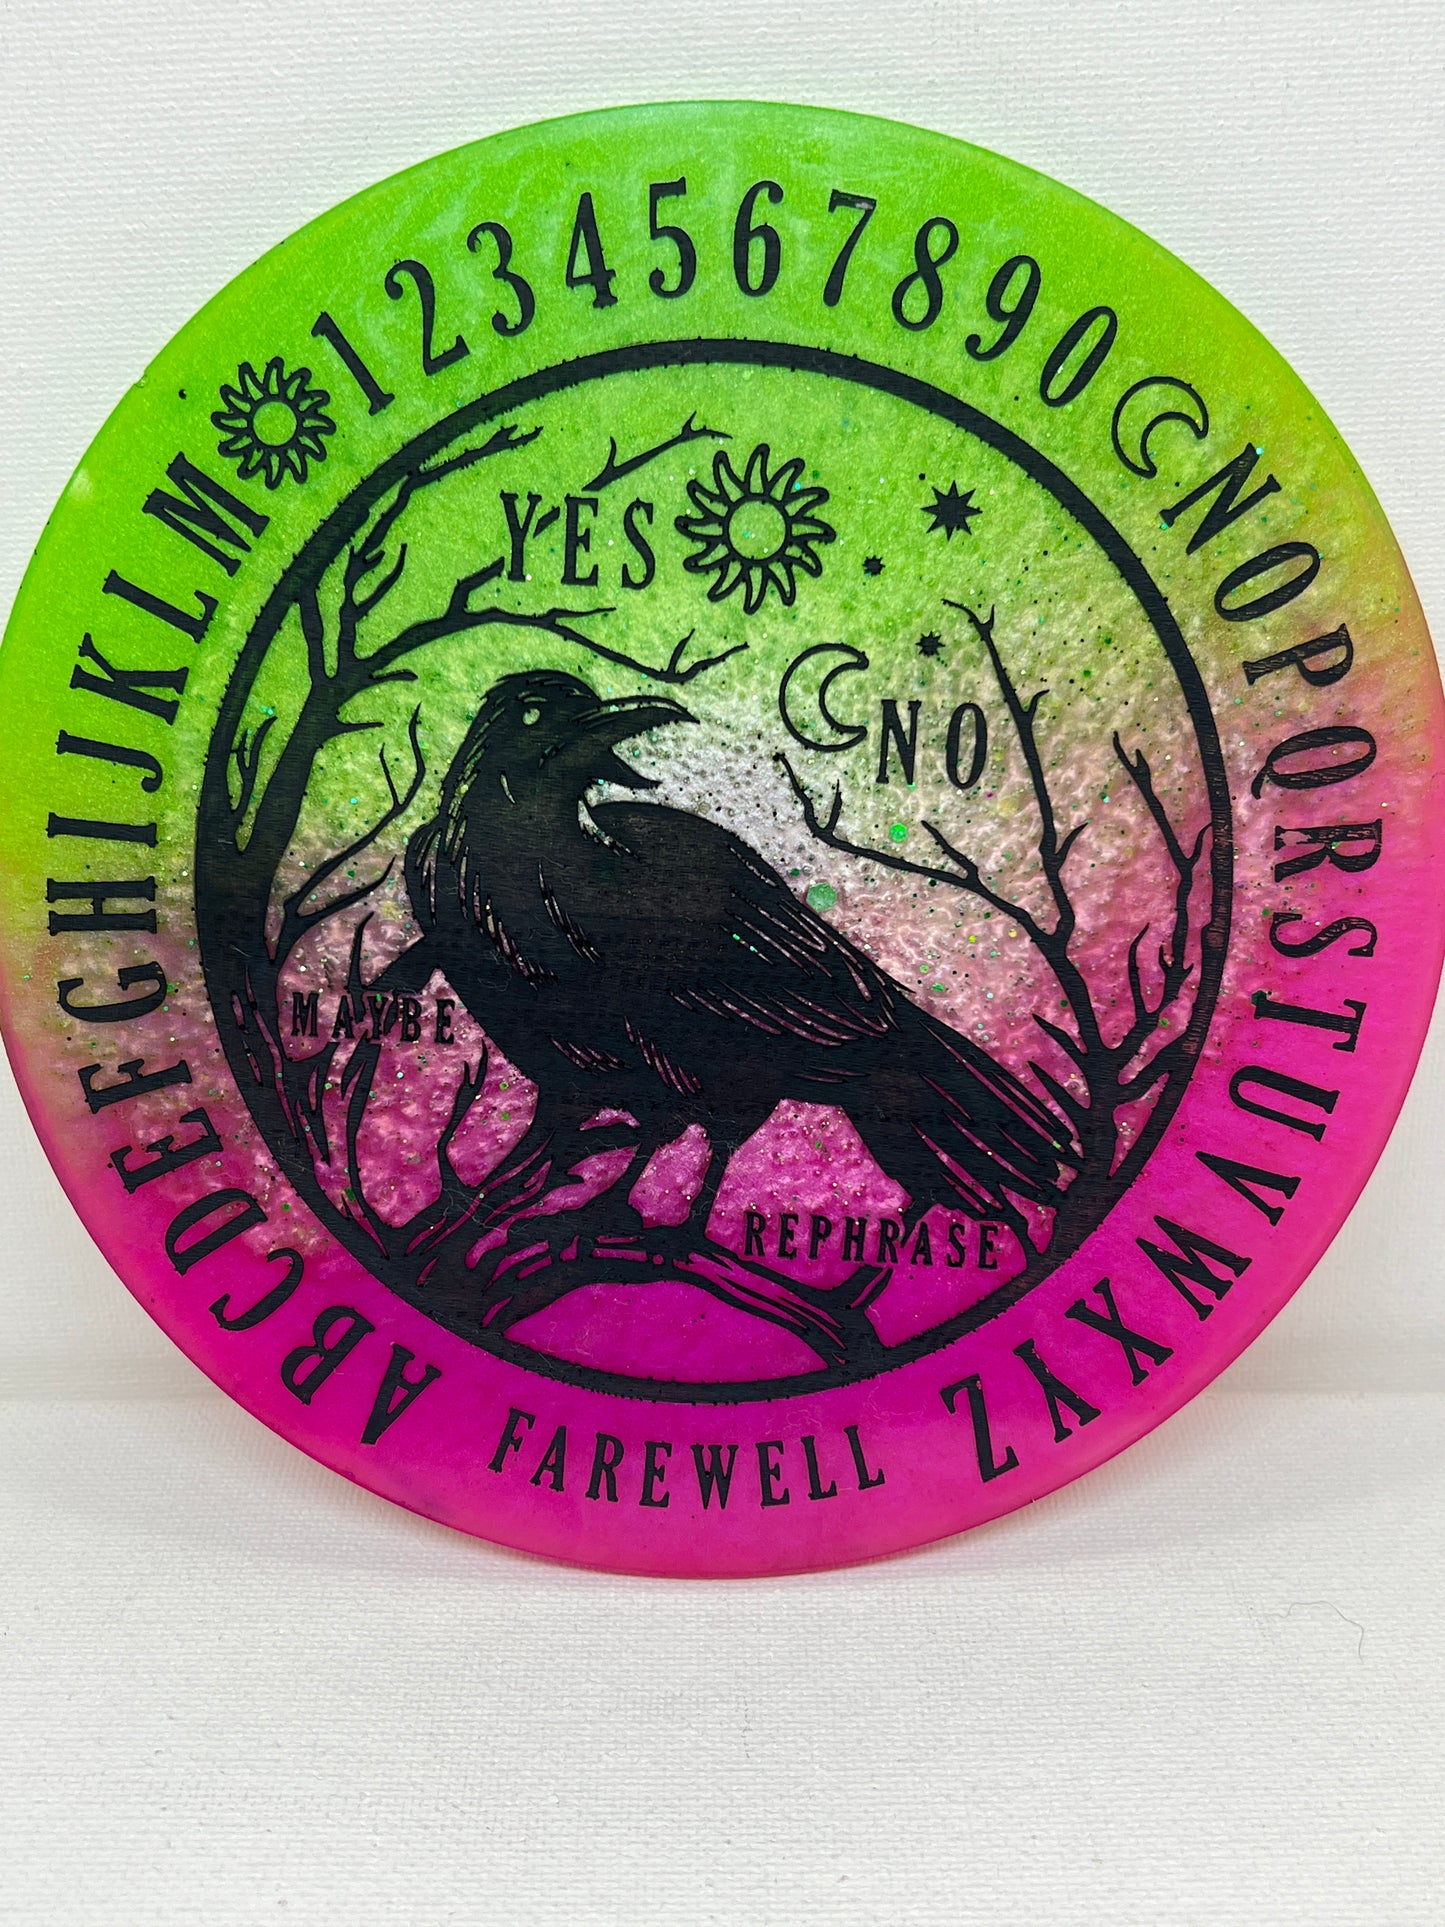 1234567890
ABCDEFGHIJKLM
NOPQRSTUVWXYZ
YES
NO
MAYBE
REPHRASE
FAREWELL